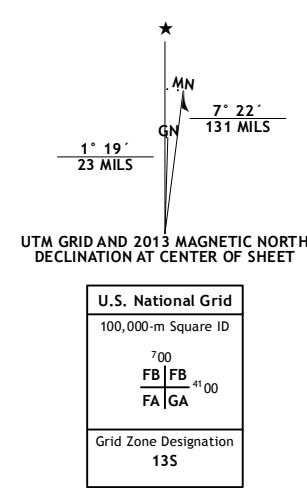 ★
MN
GN
7° 22´
131 MILS
1° 19´
23 MILS
UTM GRID AND 2013 MAGNETIC NORTH
DECLINATION AT CENTER OF SHEET
U.S. National Grid
100,000-m Square ID
700
FB FB
4100
FA GA
Grid Zone Designation
13S